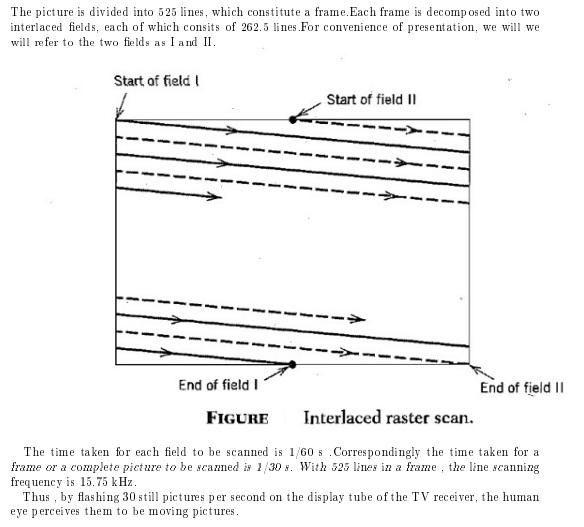 The picture is divided into 525 lines, which constitute a frame.Each frame is decomposed into two
interlaced fields, each of which consits of 262.5 lines.For convenience of presentation, we will we
will refer to the two fields as I and II.
Start of field I
Start of field II
End of field I
End of field II
FIGURE Interlaced raster scan.
The time taken for each field to be scanned is 1/60 s .Correspondingly the time taken for a
frame or a complete picture to be scanned is 1/30 s. With 525 lines in a frame , the line scanning
frequency is 15.75 kHz.
Thus , by flashing 30 still pictures per second on the display tube of the TV receiver, the human
eye perceives them to be moving pictures.